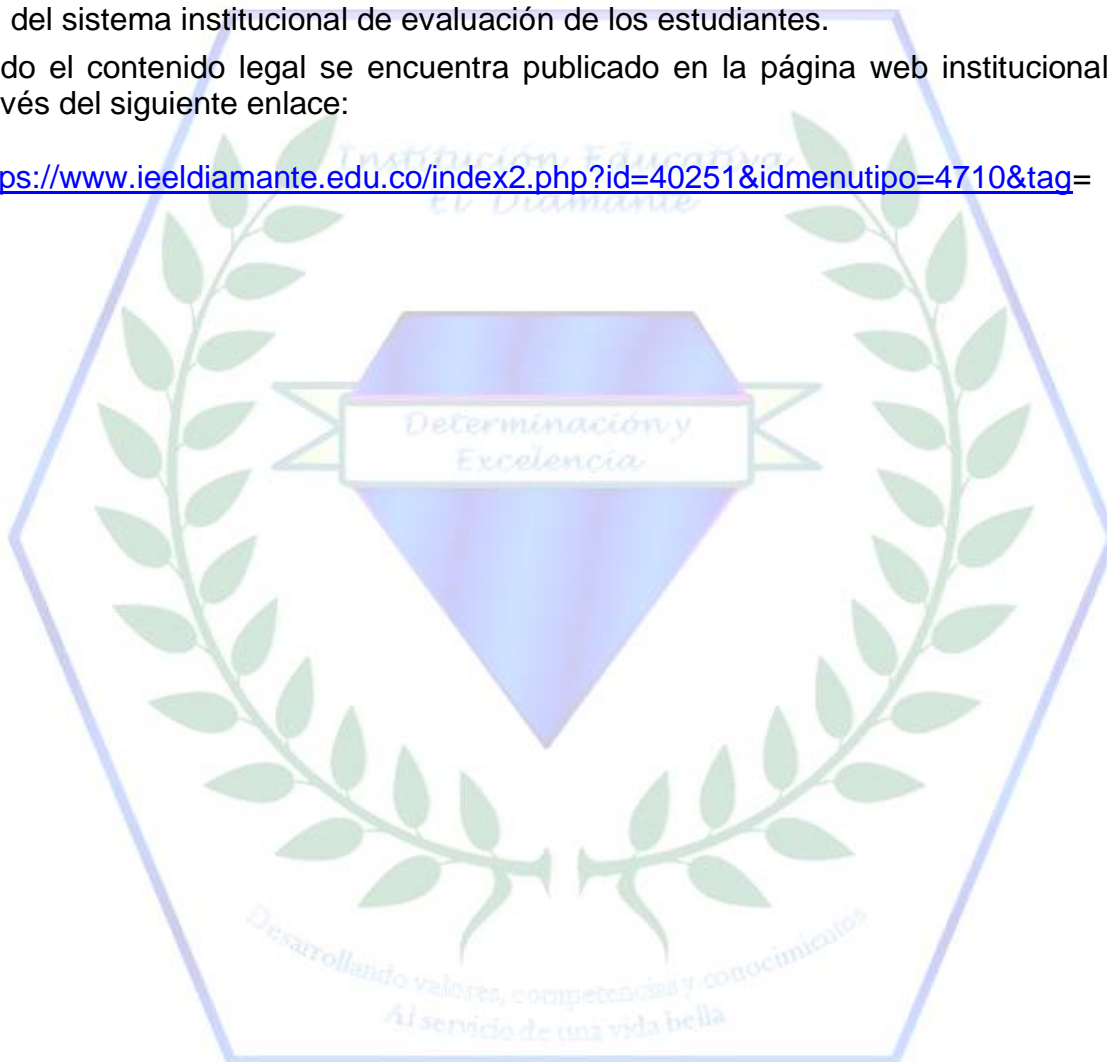 del sistema institucional de evaluación de los estudiantes.
do el contenido legal se encuentra publicado en la página web institucional
vés del siguiente enlace:
Institución Educativa
ps://www.ieeldiamante.edu.co/index2.php?id=40251&idmenutipo=4710&tag=
El Diamante
Determinación y
Excelencia
Desarrollando valores, competencias y conocimientos
Al servicio de una vida bella